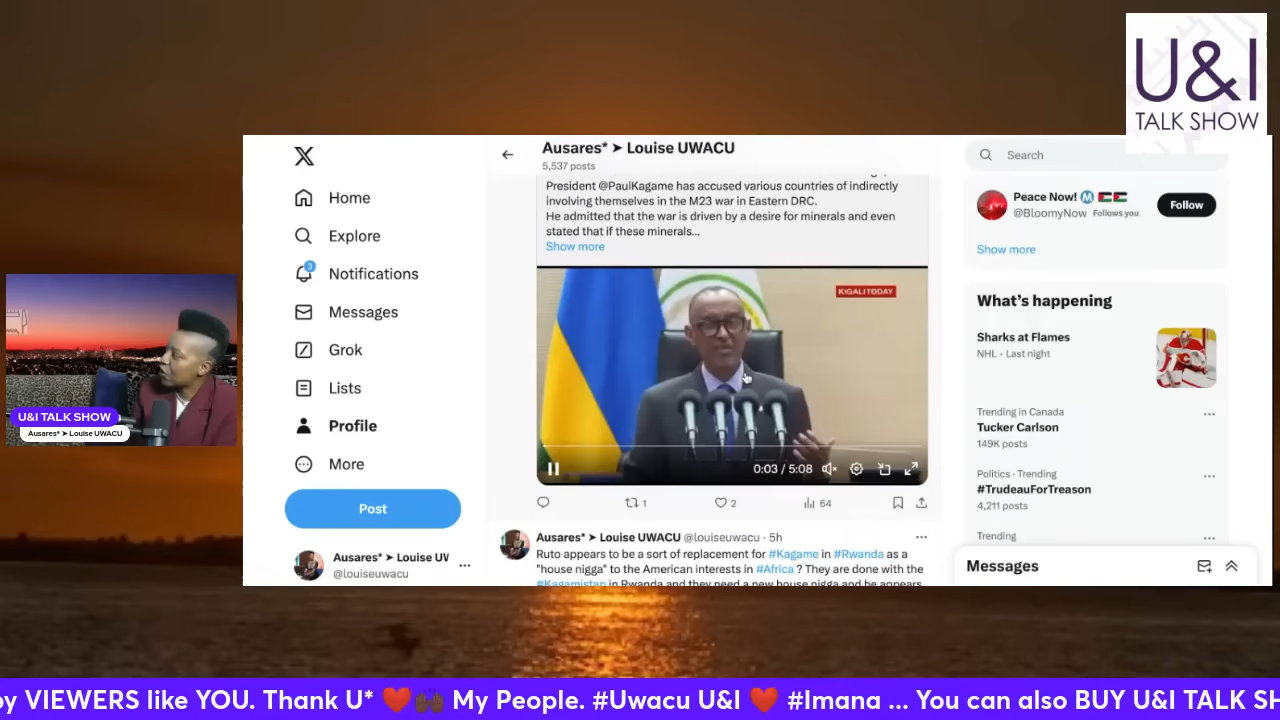 U&I
TALK SHOW
Home
Explore
3
Notifications
Messages
Grok
Lists
Profile
More
Post
Ausares* ➤ Louise UW
@louiseuwacu
Ausares* ➤ Louise UWACU
5,537 posts
President @PaulKagame has accused various countries of indirectly
involving themselves in the M23 war in Eastern DRC.
He admitted that the war is driven by a desire for minerals and even
stated that if these minerals...
Show more
KIGALITODAY
0:03 / 5:08
1
2
64
Ausares* ➤ Louise UWACU @louiseuwacu · 5h
Ruto appears to be a sort of replacement for #Kagame in #Rwanda as a
"house nigga" to the American interests in #Africa ? They are done with the
#Kagamistan in Rwanda and they need a new house nigga and he appears
Search
Peace Now!
@BloomyNow Follows you
Follow
Show more
What's happening
Sharks at Flames
NHL · Last night
Trending in Canada
Tucker Carlson
149K posts
Politics · Trending
#TrudeauForTreason
4,211 posts
Trending
Messages
U&I TALK SHOW
Ausares* ➤ Louise UWACU
by VIEWERS like YOU. Thank U* ❤️🙌🏿 My People. #Uwacu U&I ❤️ #Imana ... You can also BUY U&I TALK SH